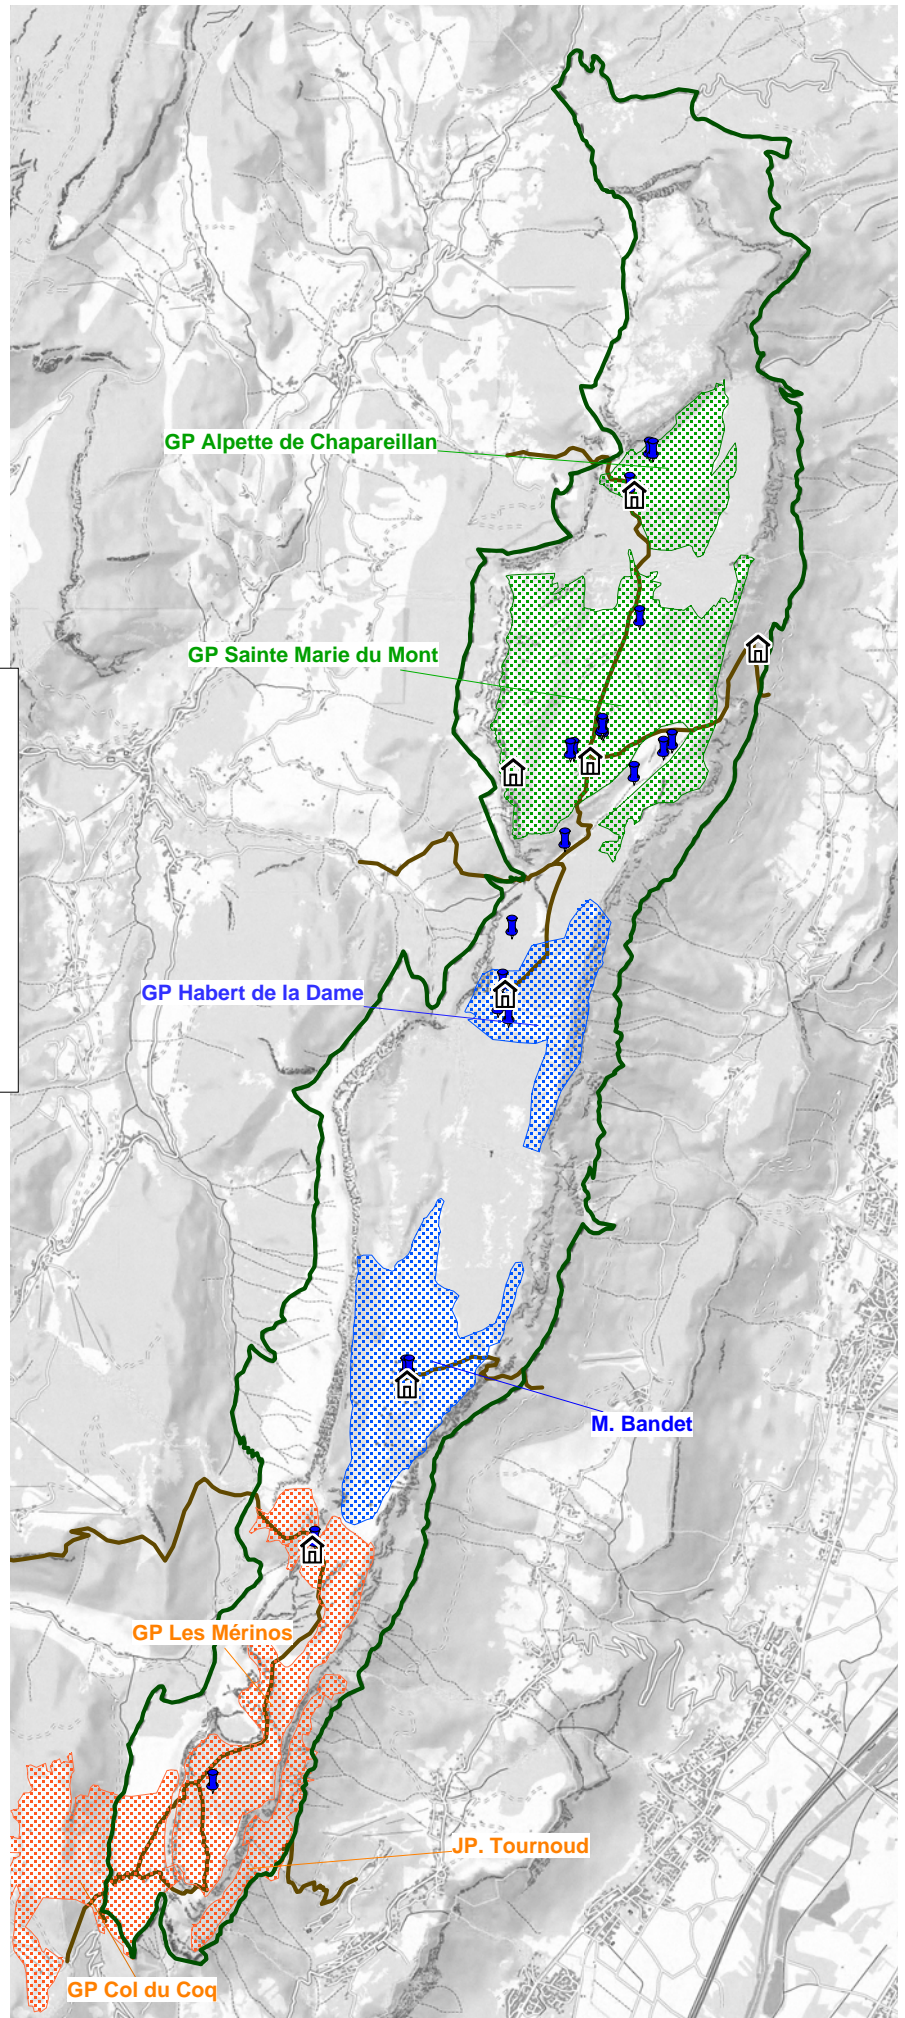 GP Alpette de Chapareillan
GP Sainte Marie du Mont
GP Habert de la Dame
M. Bandet
GP Les Mérinos
JP. Tournoud
GP Col du Coq